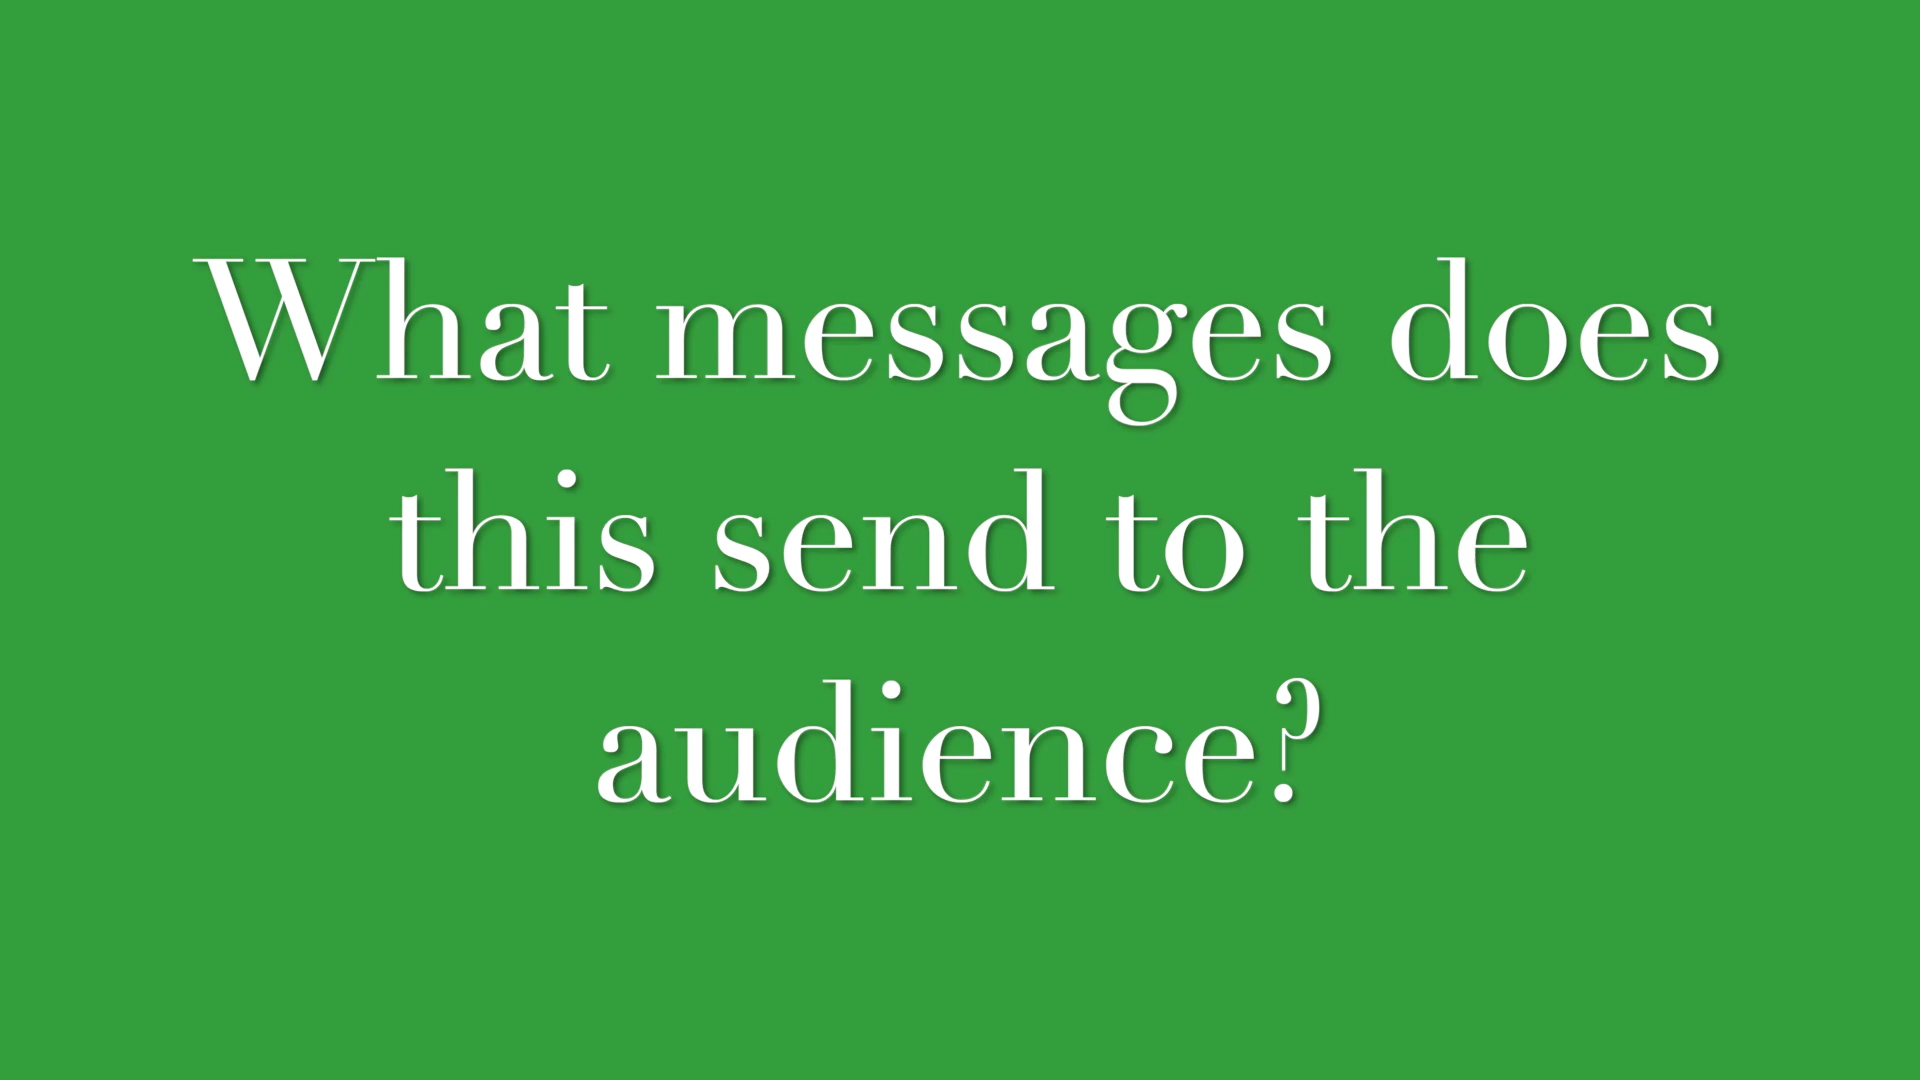 What messages does
this send to the
audience?